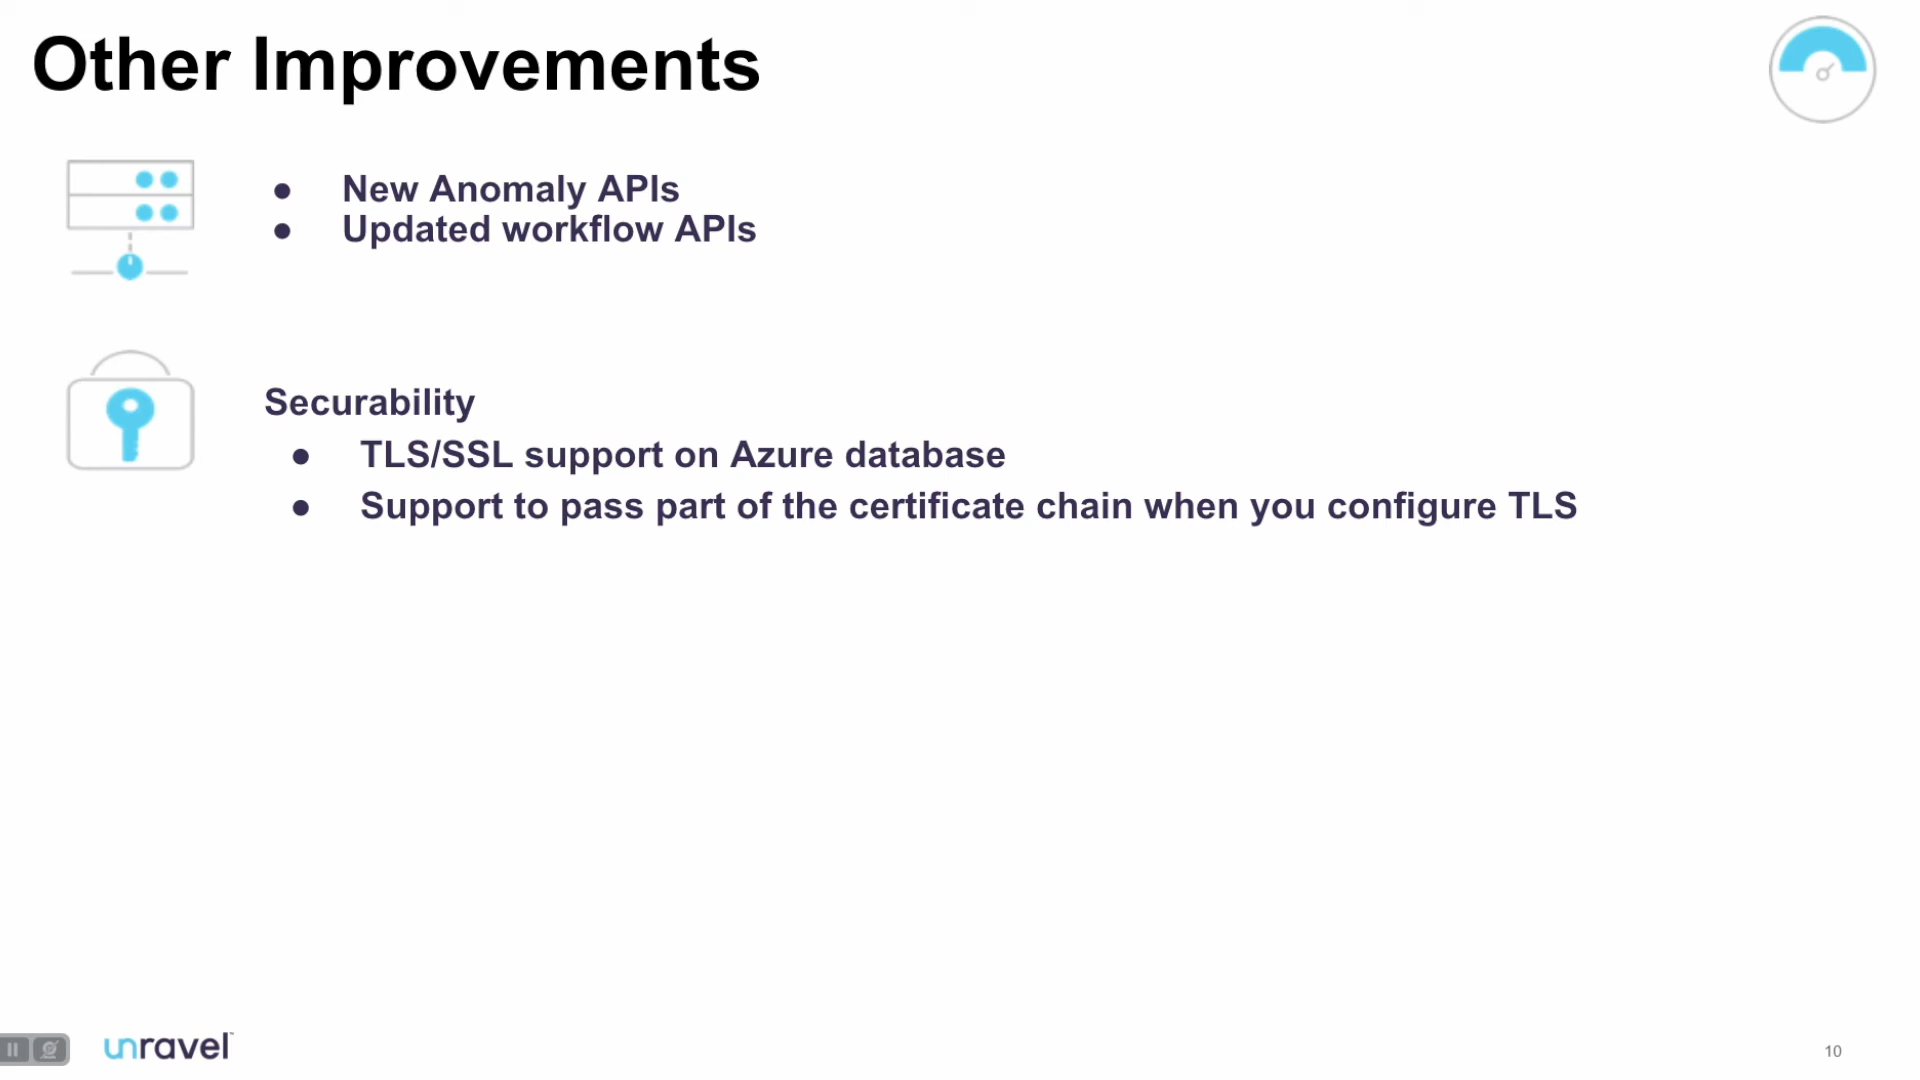 Other Improvements
● New Anomaly APIs
● Updated workflow APIs
Securability
● TLS/SSL support on Azure database
● Support to pass part of the certificate chain when you configure TLS
unravel™
10